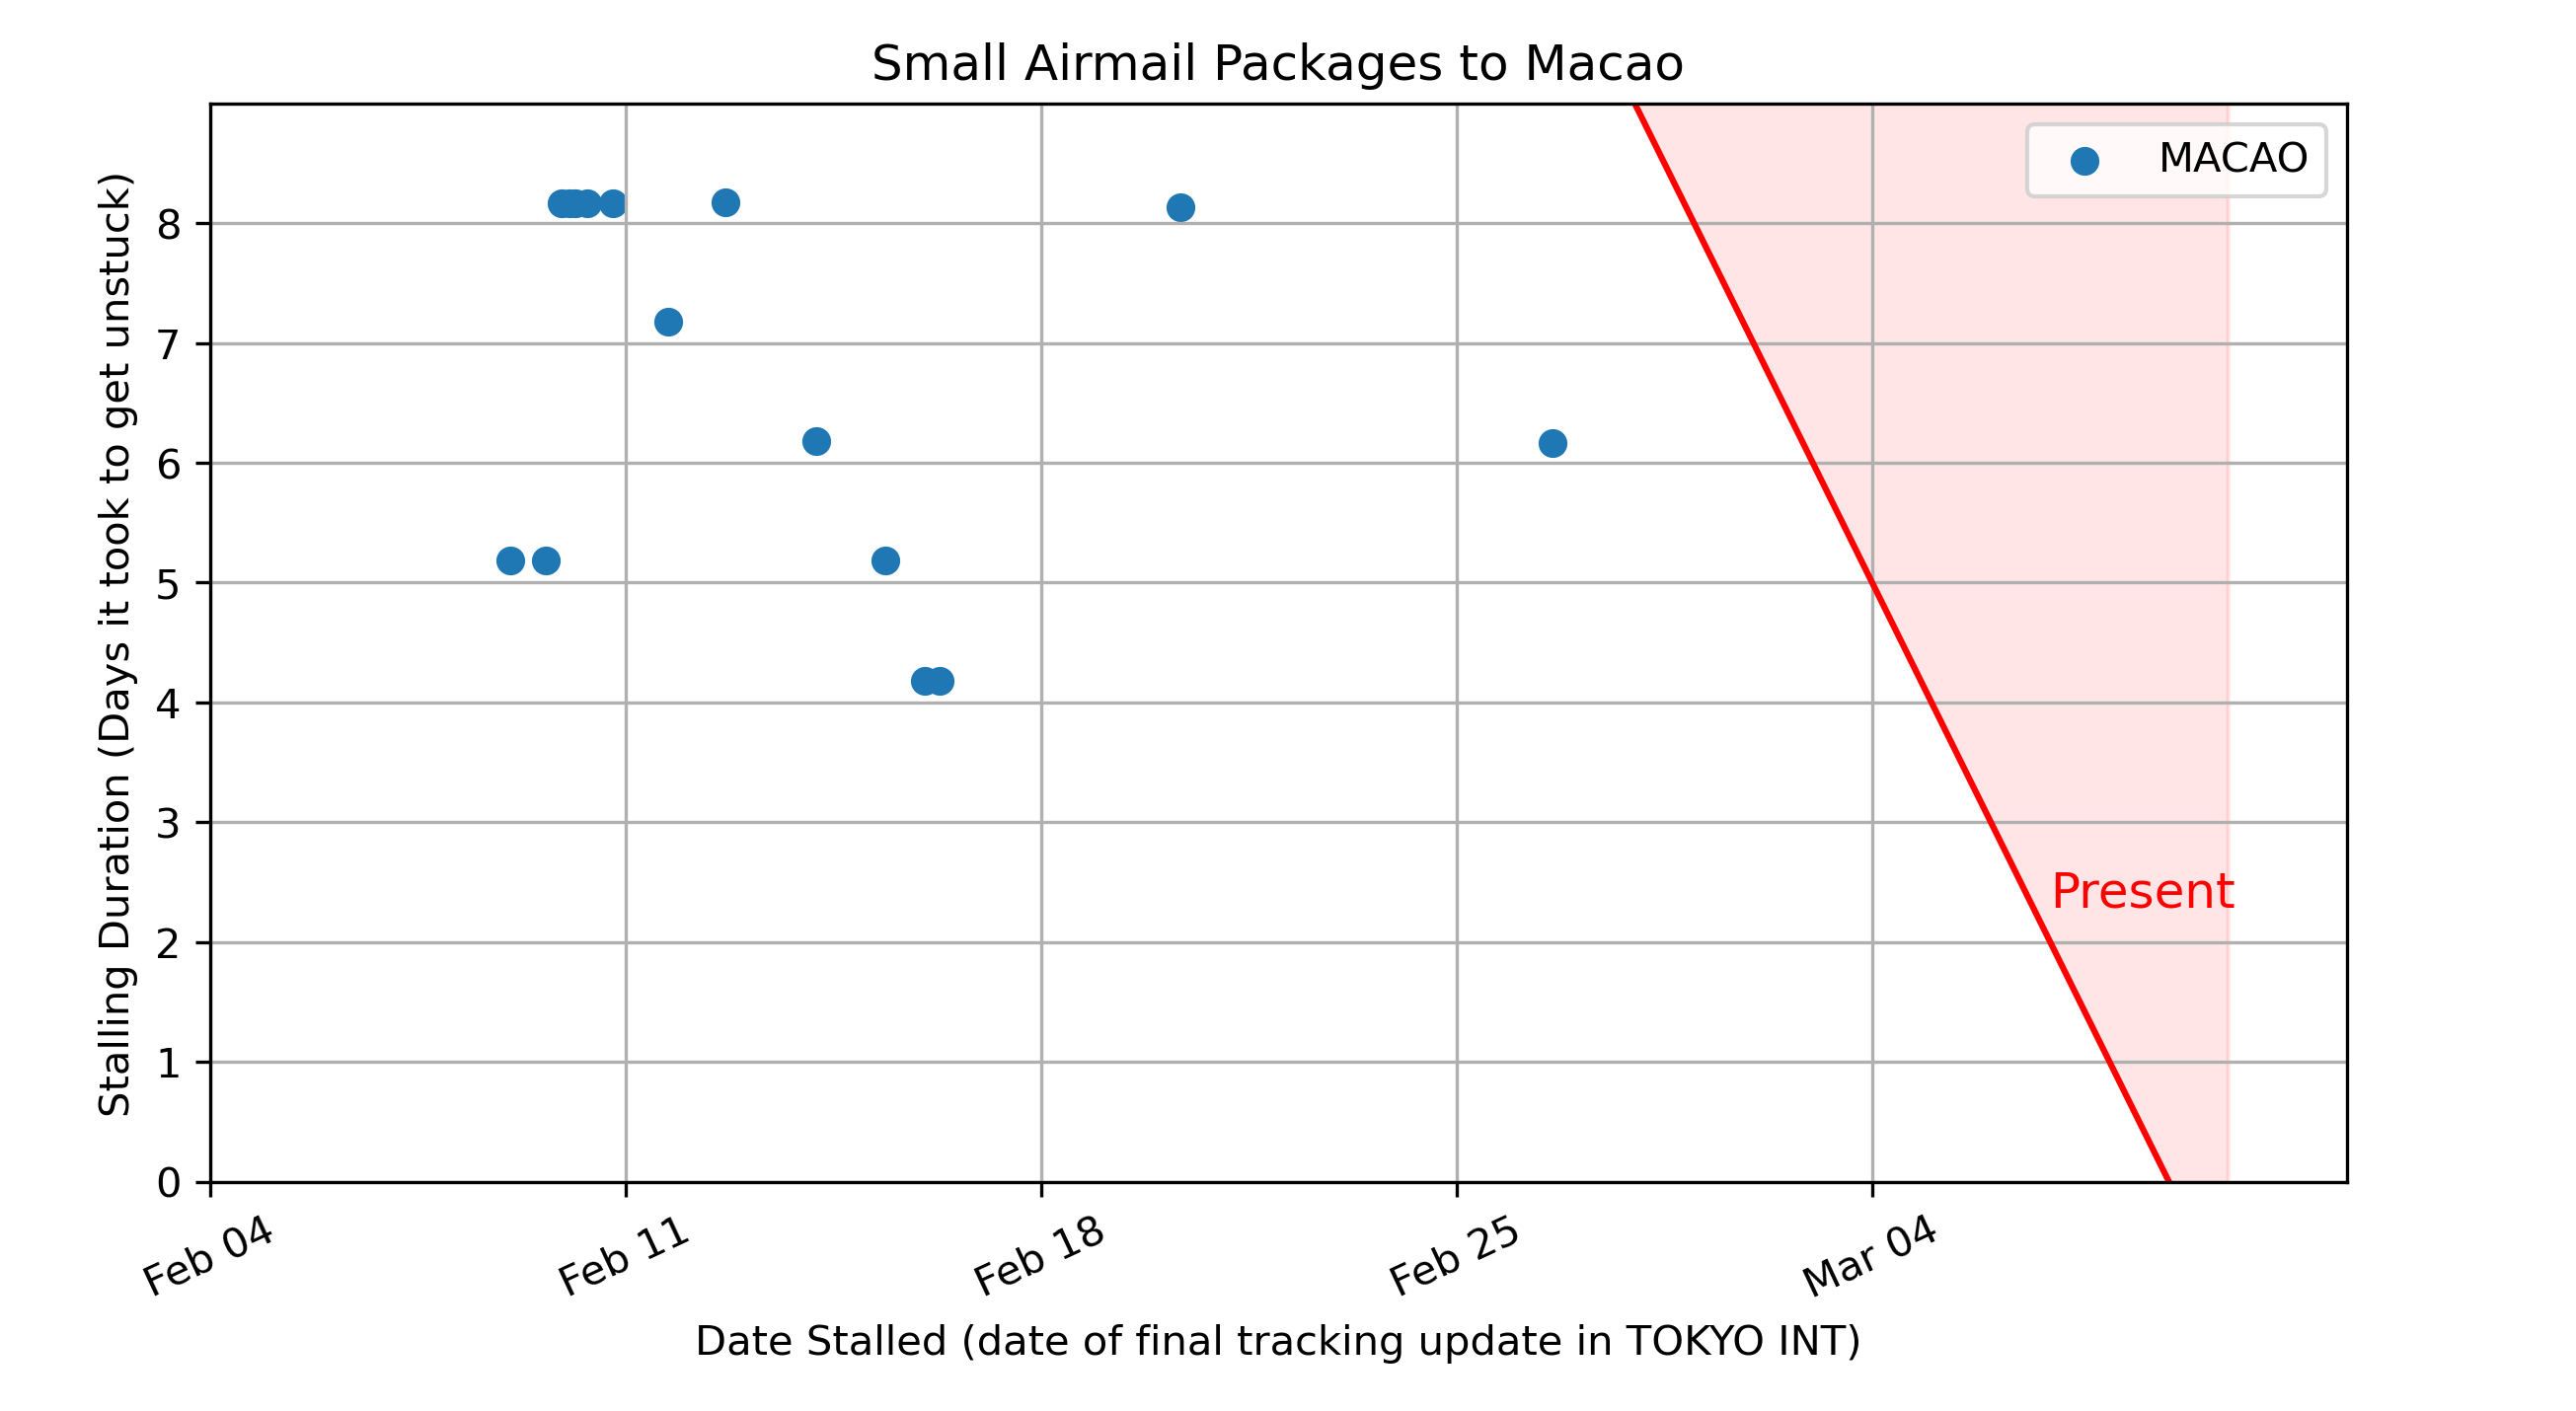 Small Airmail Packages to Macao
MACAO
Stalling Duration (Days it took to get unstuck)
8
7
6
5
4
3
2
1
0
Present
Feb 04
Feb 11
Feb 18
Feb 25
Mar 04
Date Stalled (date of final tracking update in TOKYO INT)